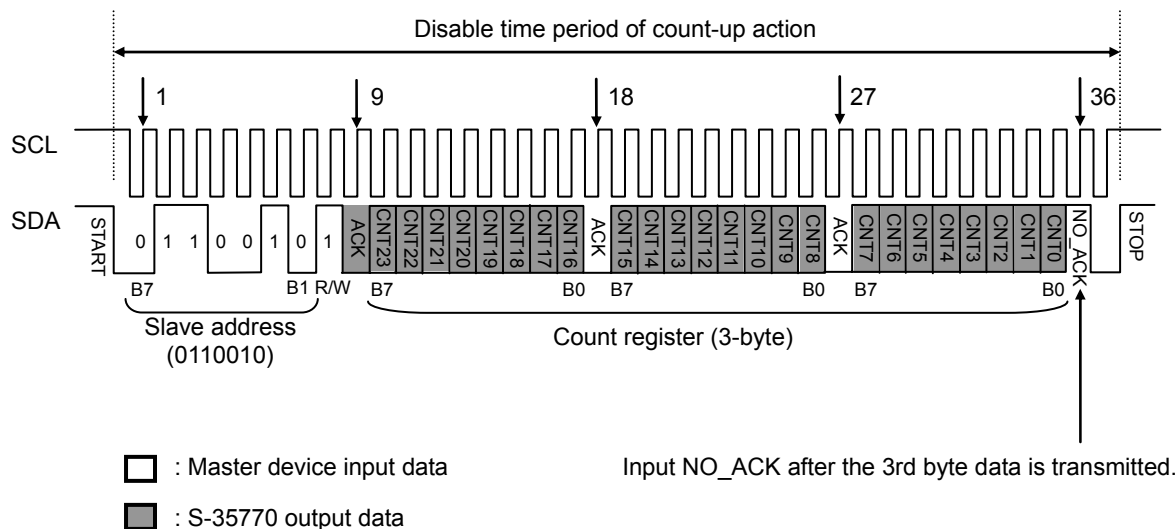 Disable time period of count-up action
1 9 18 27 36
SCL
SDA
START 0 1 1 0 0 1 0 1 ACK CNT23 CNT22 CNT21 CNT20 CNT19 CNT18 CNT17 CNT16 ACK CNT15 CNT14 CNT13 CNT12 CNT11 CNT10 CNT9 CNT8 ACK CNT7 CNT6 CNT5 CNT4 CNT3 CNT2 CNT1 CNT0 NO_ACK STOP
B7 B1 R/W B7 B0 B7 B0 B7 B0
Slave address
(0110010)
Count register (3-byte)
: Master device input data
Input NO_ACK after the 3rd byte data is transmitted.
: S-35770 output data